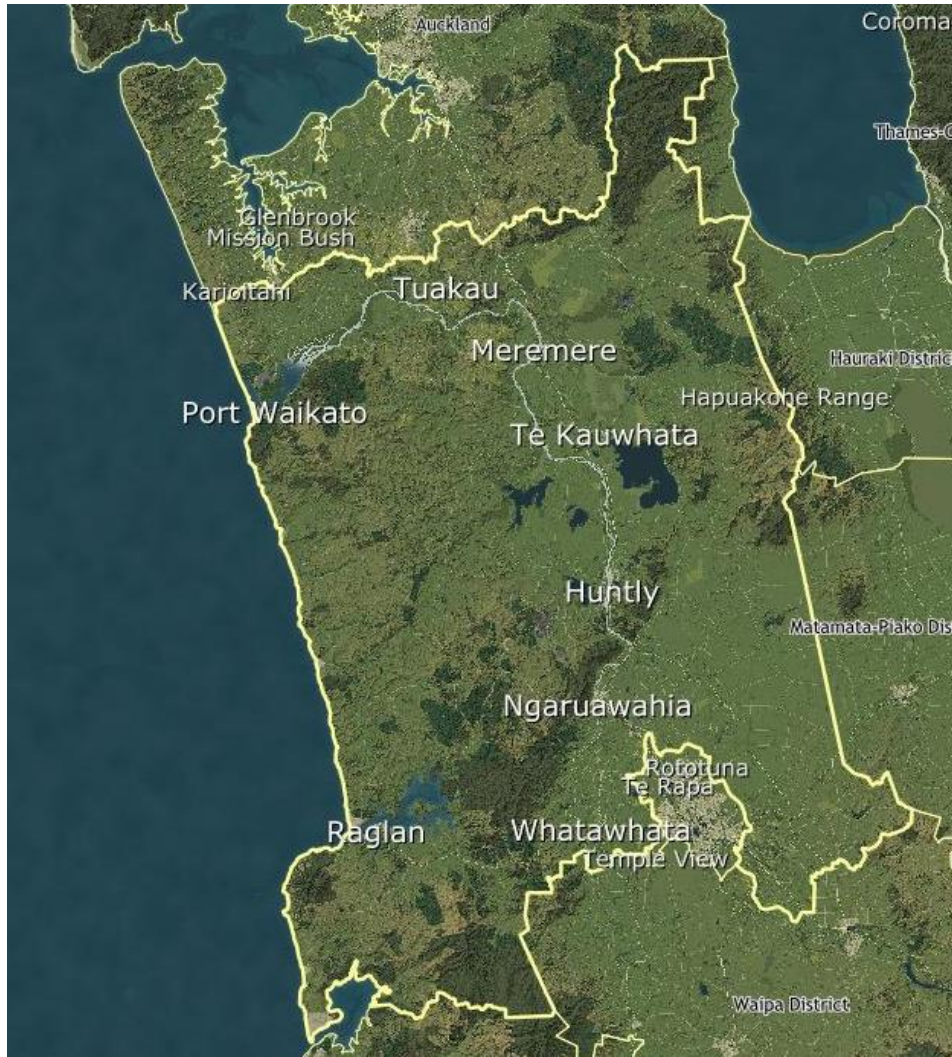 Auckland
Coroma
Thames-C
Glenbrook
Mission Bush
Karioitahi
Tuakau
Meremere
Hauraki Distric
Hapuakohe Range
Port Waikato
Te Kauwhata
Huntly
Matamata-Piako Dis
Ngaruawahia
Rototuna
Te Rapa
Raglan
Whatawhata
Temple View
Waipa District